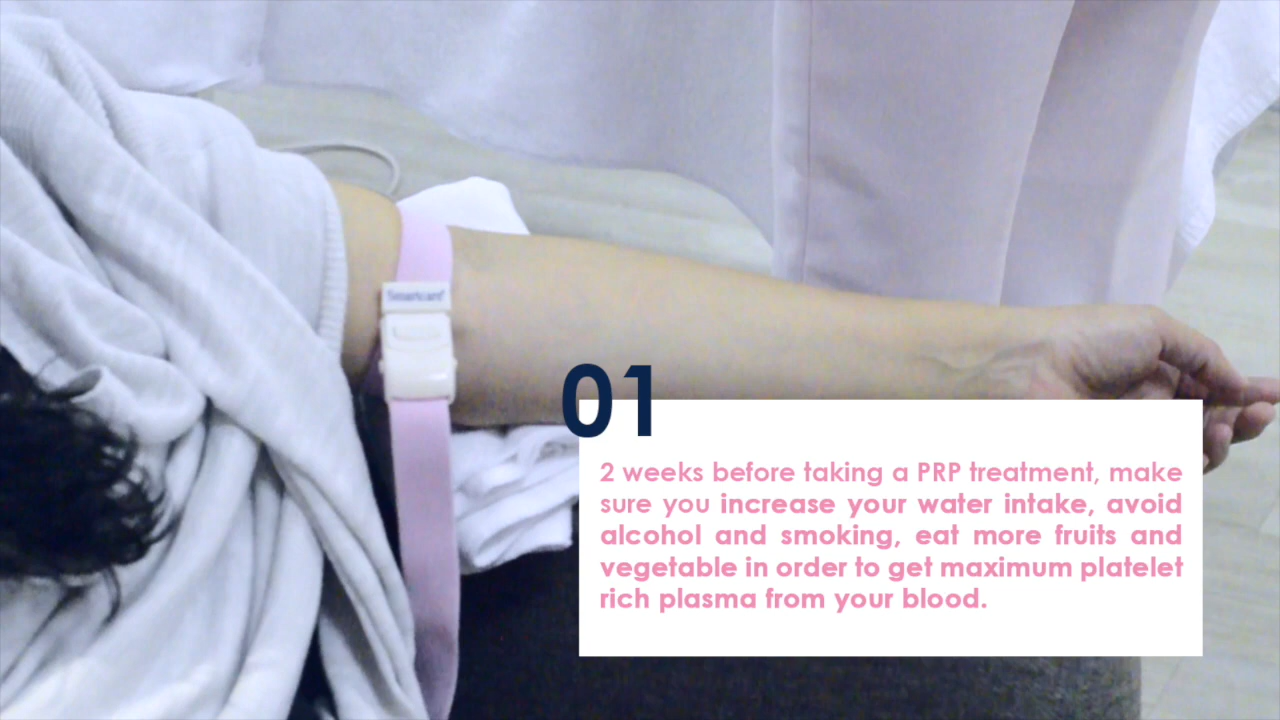 Smartcare
01
2 weeks before taking a PRP treatment, make
sure you increase your water intake, avoid
alcohol and smoking, eat more fruits and
vegetable in order to get maximum platelet
rich plasma from your blood.